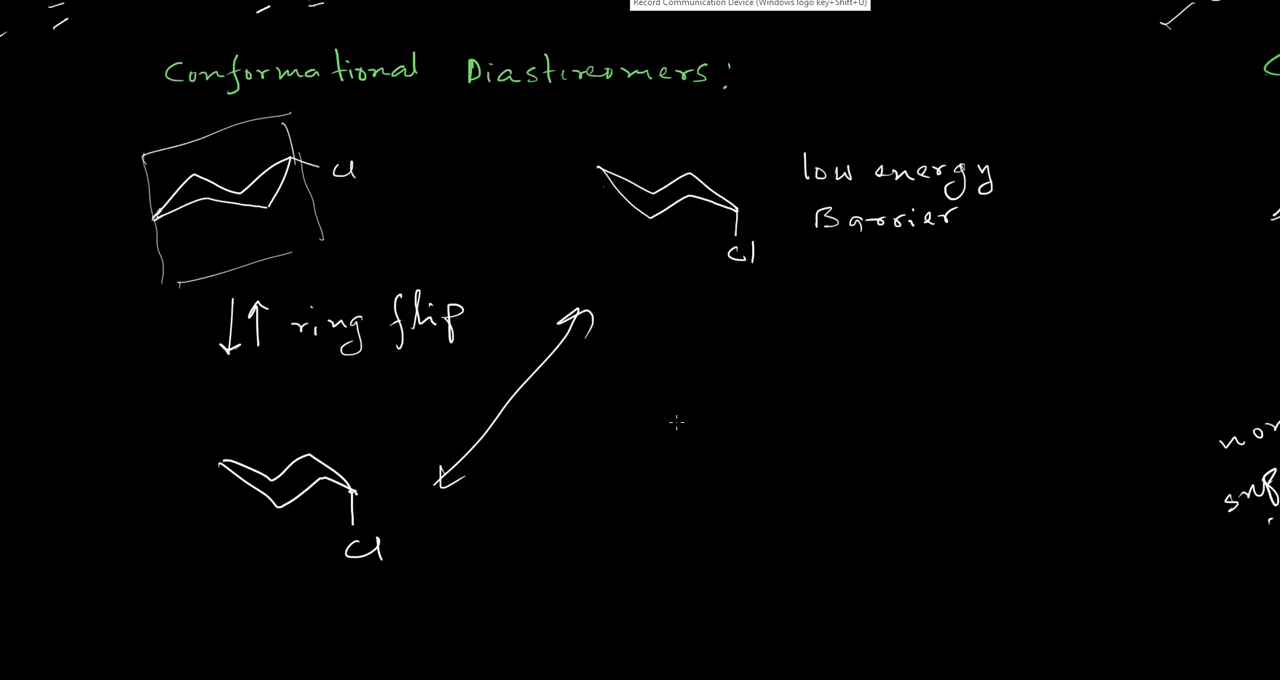 Record Communication Device (Windows logo key+Shift+U)
Conformational Diastereomers:
Cl
low energy
Barrier
Cl
ring flip
Cl